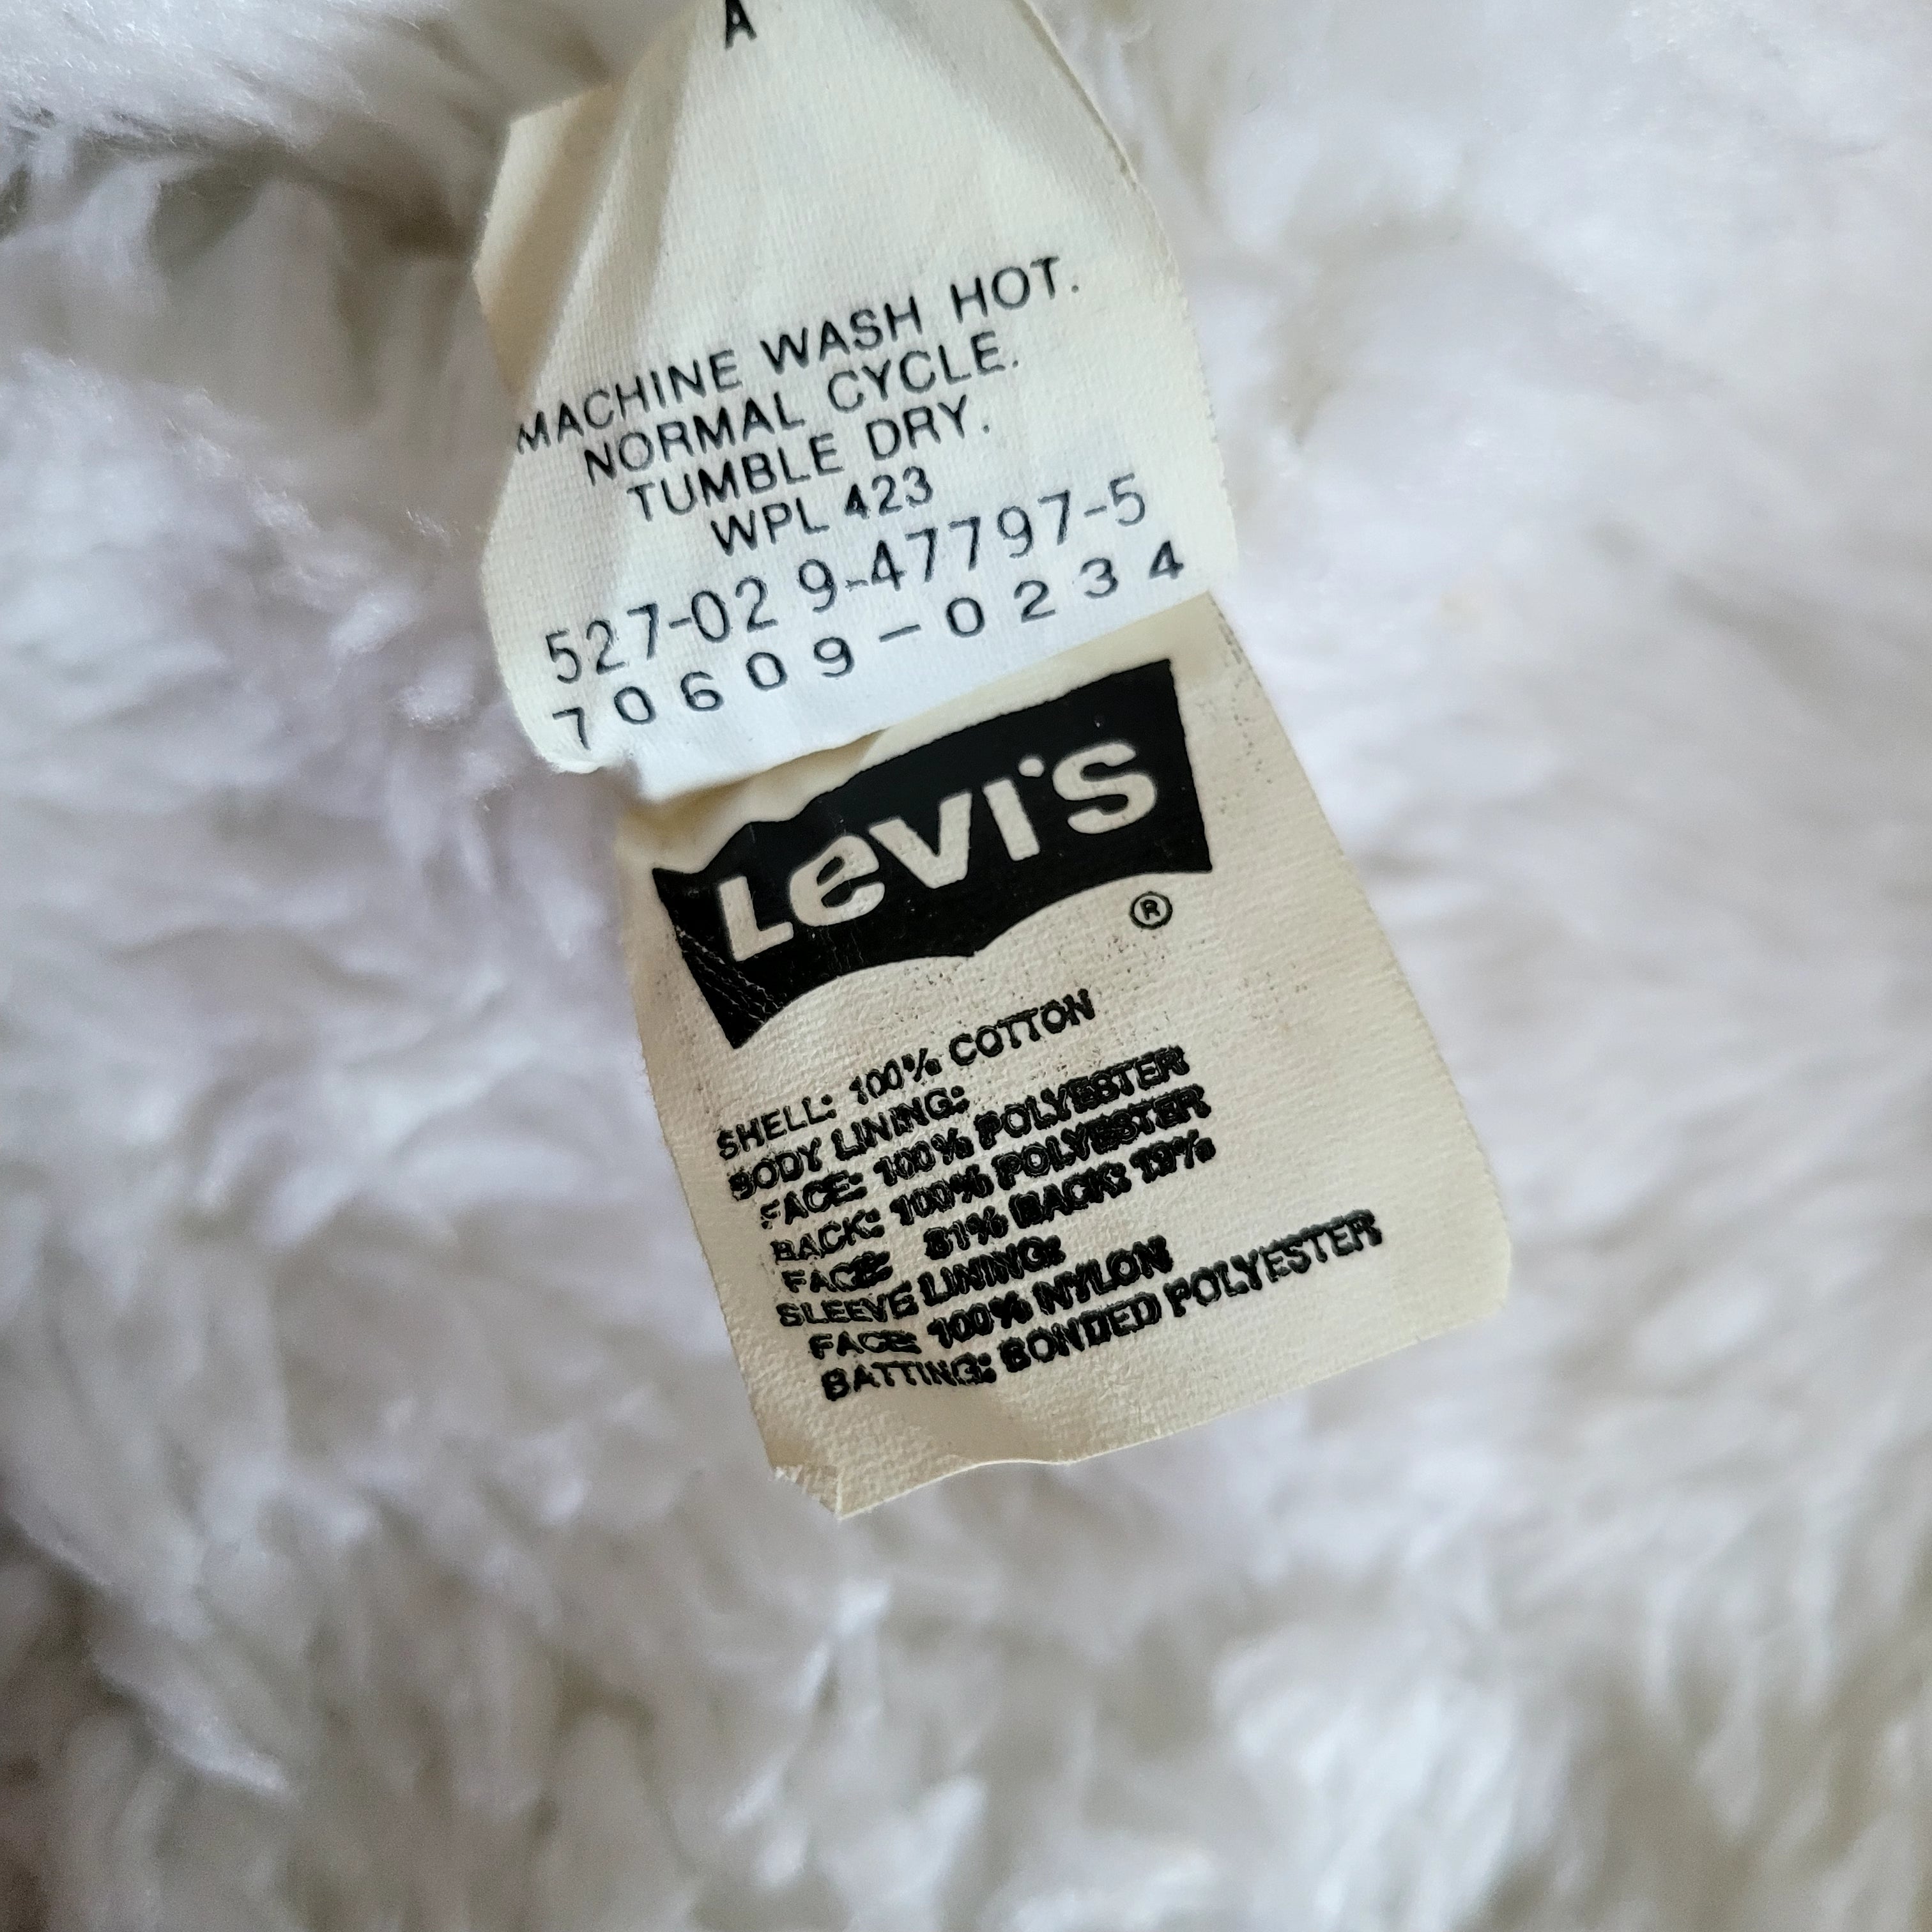 A
MACHINE WASH HOT.
NORMAL CYCLE.
TUMBLE DRY.
WPL 423
527-02 9-47797-5
70609-0234
Levi's
®
SHELL: 100% COTTON
BODY LINING:
FACE: 100% POLYESTER
BACK: 100% POLYESTER
FACE: 81% BACK: 19%
SLEEVE LINING:
FACE: 100% NYLON
BATTING: BONDED POLYESTER